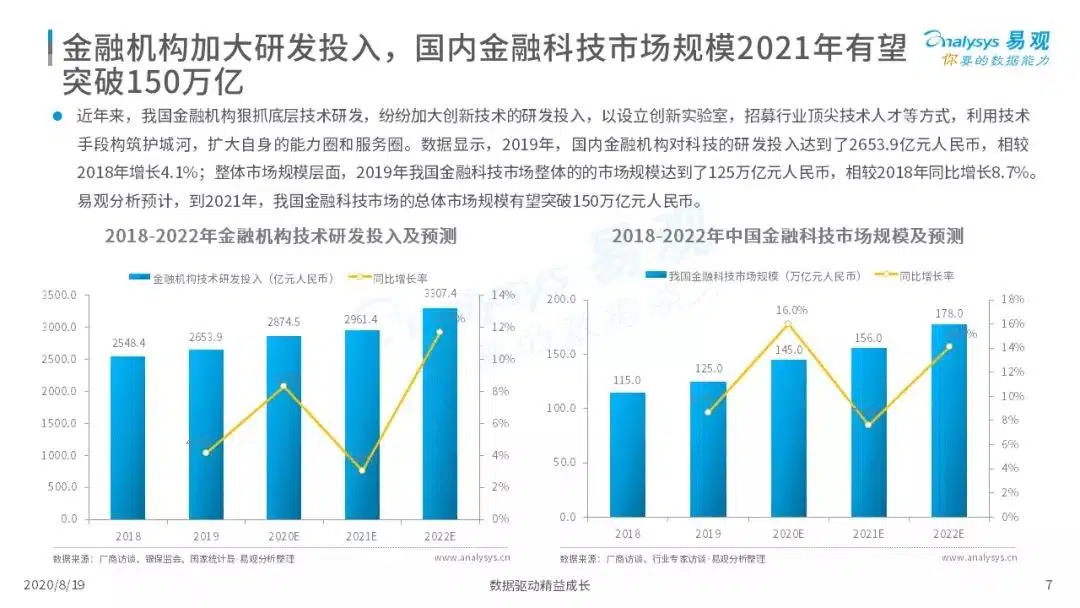 金融机构加大研发投入，国内金融科技市场规模2021年有望
突破150万亿
analysys 易观
你要的数据能力
近年来，我国金融机构狠抓底层技术研发，纷纷加大创新技术的研发投入，以设立创新实验室，招募行业顶尖技术人才等方式，利用技术
手段构筑护城河，扩大自身的能力圈和服务圈。数据显示，2019年，国内金融机构对科技的研发投入达到了2653.9亿元人民币，相较
2018年增长4.1%；整体市场规模层面，2019年我国金融科技市场整体的的市场规模达到了125万亿元人民币，相较2018年同比增长8.7%。
易观分析预计，到2021年，我国金融科技市场的总体市场规模有望突破150万亿元人民币。
2018-2022年金融机构技术研发投入及预测
金融机构技术研发投入（亿元人民币）
同比增长率
3500.0
3000.0
2500.0
2000.0
1500.0
1000.0
500.0
0.0
2548.4
2653.9
2874.5
2961.4
3307.4
14%
12%
10%
8%
6%
4%
2%
0%
2018
2019
2020E
2021E
2022E
数据来源：厂商访谈、银保监会、国家统计局·易观分析整理
www.analysys.cn
2018-2022年中国金融科技市场规模及预测
我国金融科技市场规模（万亿元人民币）
同比增长率
200.0
150.0
100.0
50.0
0.0
115.0
125.0
16.0%
145.0
156.0
178.0
18%
16%
14%
12%
10%
8%
6%
4%
2%
0%
2018
2019
2020E
2021E
2022E
数据来源：厂商访谈、行业专家访谈·易观分析整理
www.analysys.cn
2020/8/19
数据驱动精益成长
7